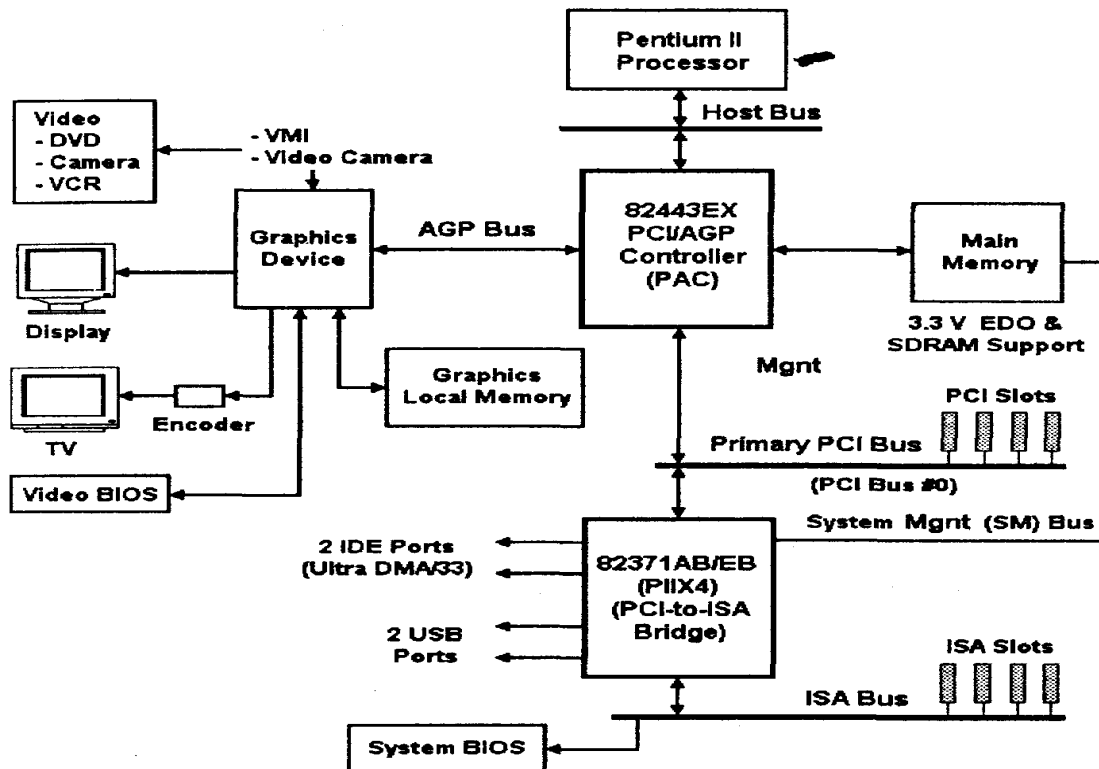 Pentium II
Processor
Host Bus
Video
- DVD
- Camera
- VCR
- VMI
- Video Camera
82443EX
PCI/AGP
Controller
(PAC)
Graphics
Device
AGP Bus
Main
Memory
Display
3.3 V EDO &
SDRAM Support
Mgnt
Graphics
Local Memory
PCI Slots
Encoder
TV
Primary PCI Bus
(PCI Bus #0)
Video BIOS
System Mgnt (SM) Bus
2 IDE Ports
(Ultra DMA/33)
82371AB/EB
(PIIX4)
(PCI-to-ISA
Bridge)
2 USB
Ports
ISA Slots
ISA Bus
System BIOS